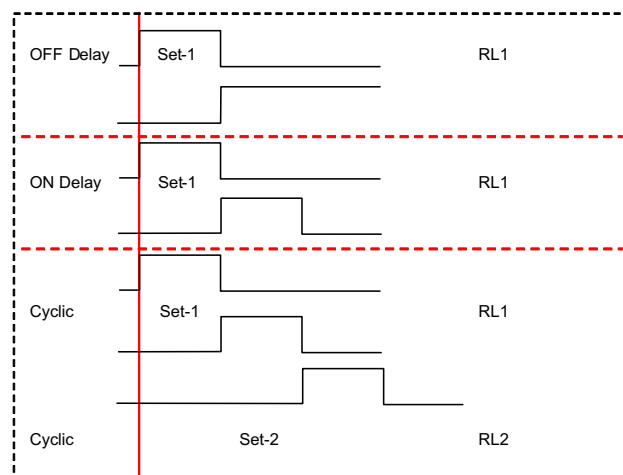 OFF Delay Set-1 RL1
ON Delay Set-1 RL1
Cyclic Set-1 RL1
Cyclic Set-2 RL2